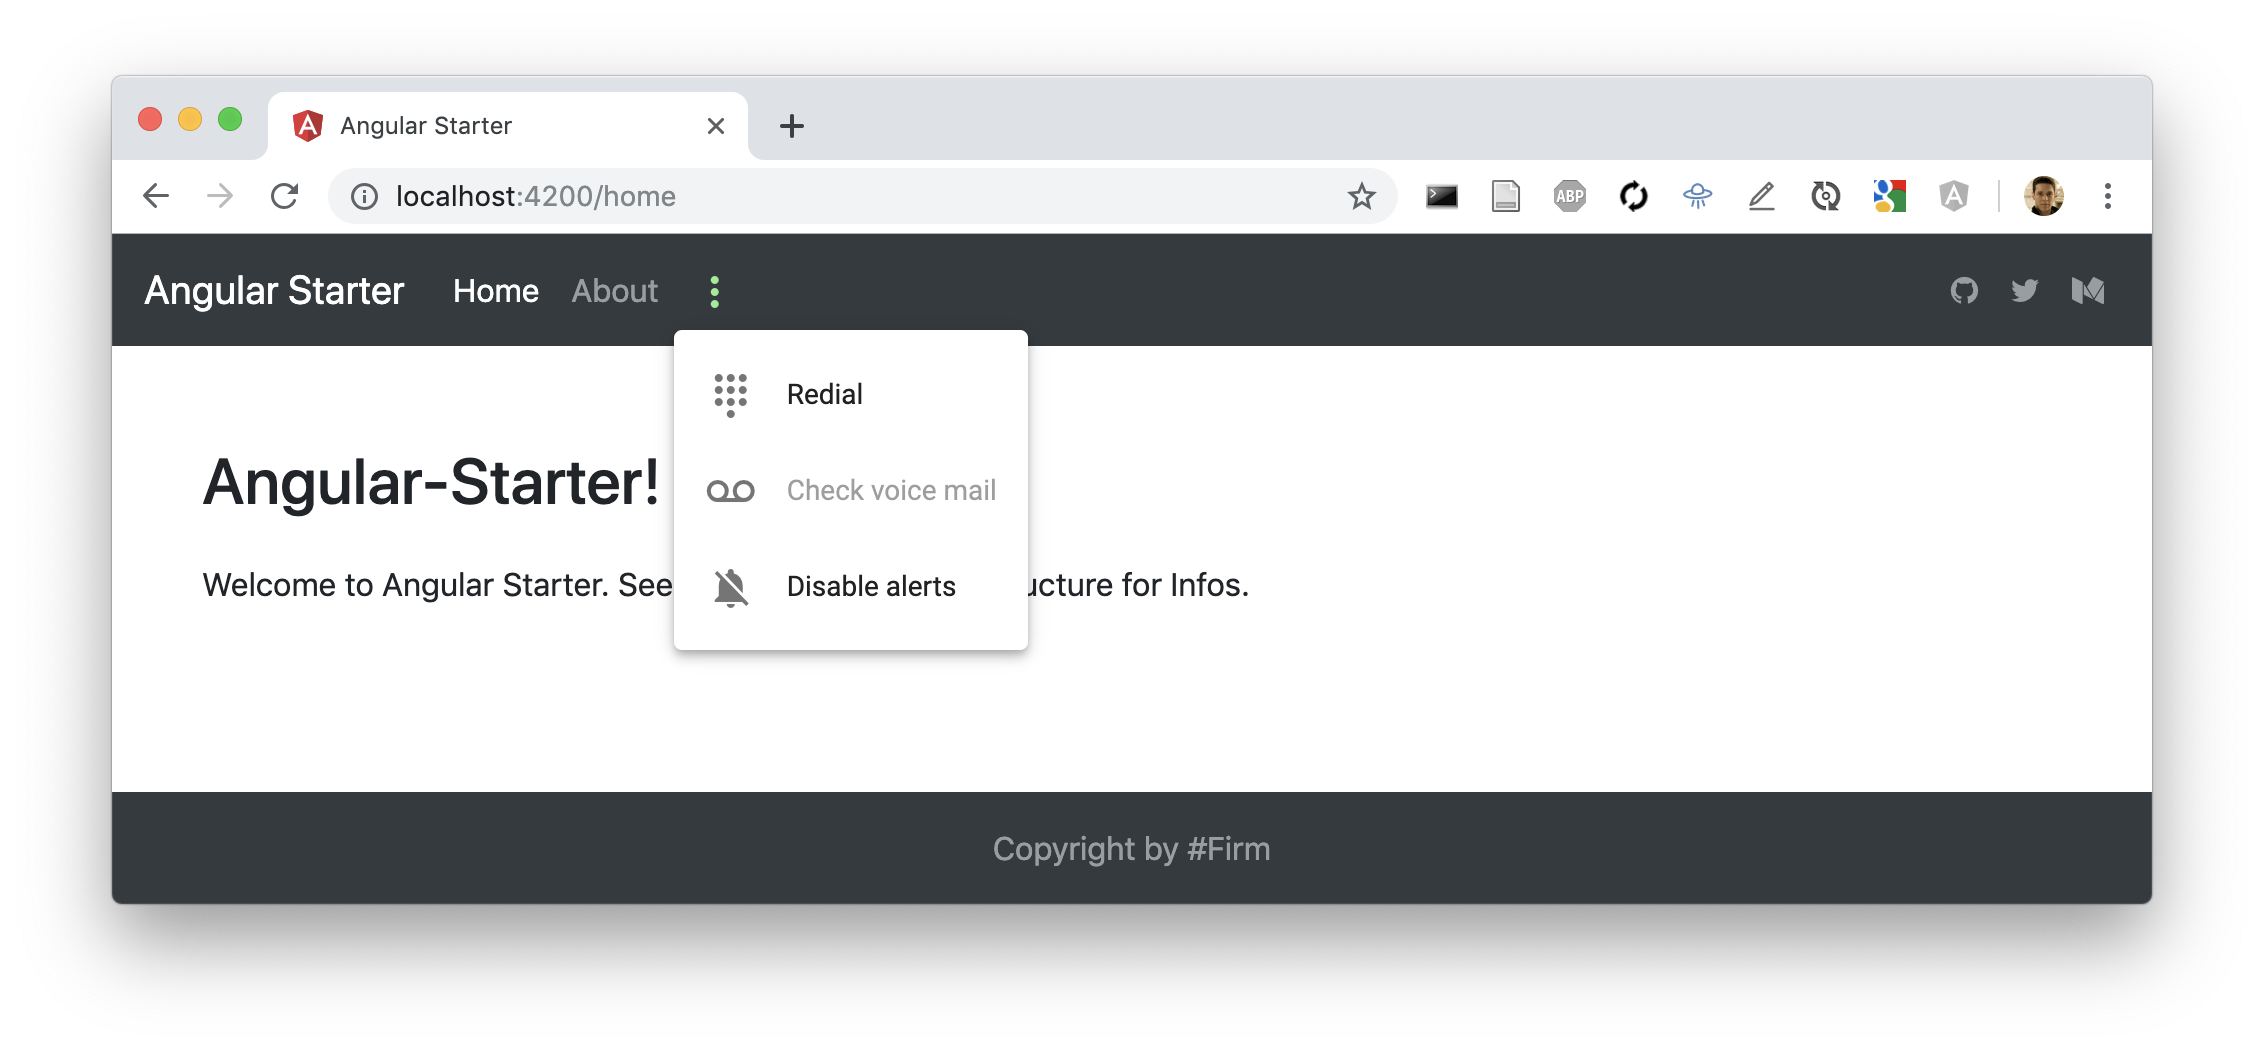 Angular Starter
localhost:4200/home
ABP
Angular Starter Home About
Redial
Check voice mail
Disable alerts
Angular-Starter!
Welcome to Angular Starter. See ucture for Infos.
Copyright by #Firm